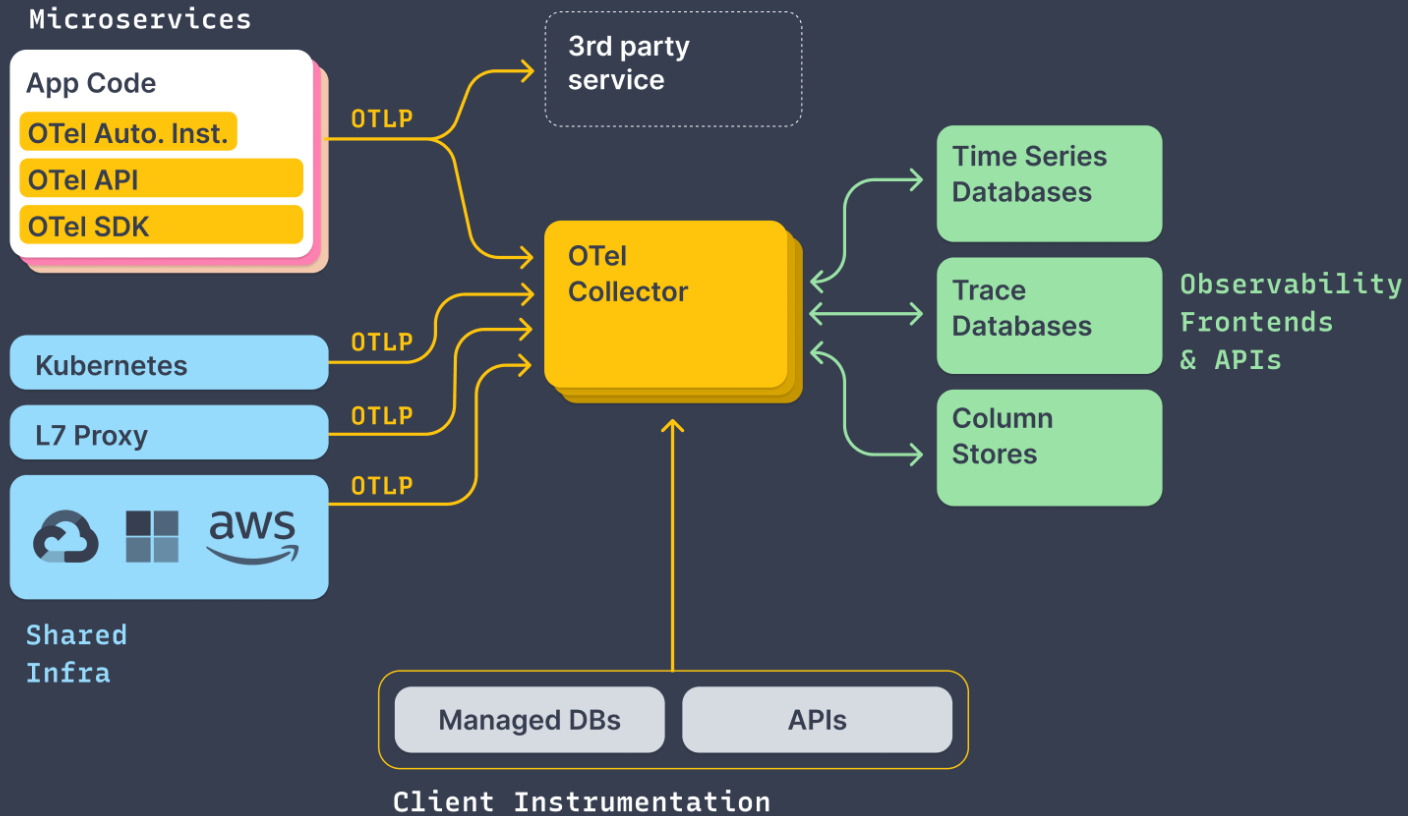 Microservices
App Code
OTel Auto. Inst.
OTel API
OTel SDK
OTLP
3rd party
service
OTel
Collector
Time Series
Databases
Trace
Databases
Column
Stores
Observability
Frontends
& APIs
Kubernetes
OTLP
L7 Proxy
OTLP
OTLP
aws
Shared
Infra
Managed DBs
APIs
Client Instrumentation